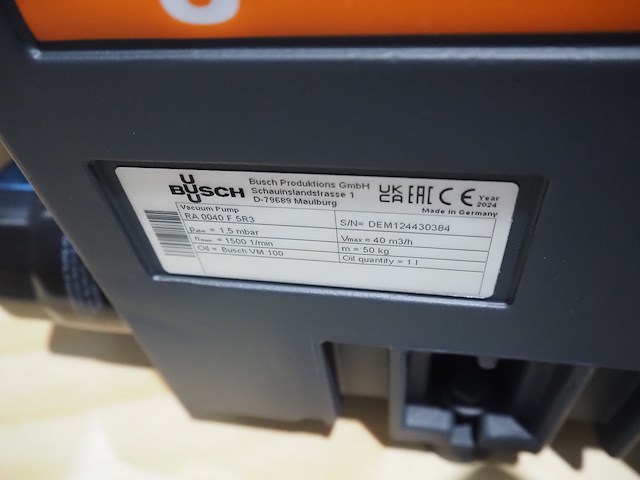 BUSCH
Busch Produktions GmbH
Schauinslandstrasse 1
D-79689 Maulburg
UK CA EAC CE Year 2024
Made in Germany
Vacuum Pump
RA 0040 F 5R3
S/N= DEM124430384
= 1,5 mbar
Vmax = 40 m3/h
nmax = 1500 1/min
m = 50 kg
Oil = Busch VM 100
Oil quantity = 1 l